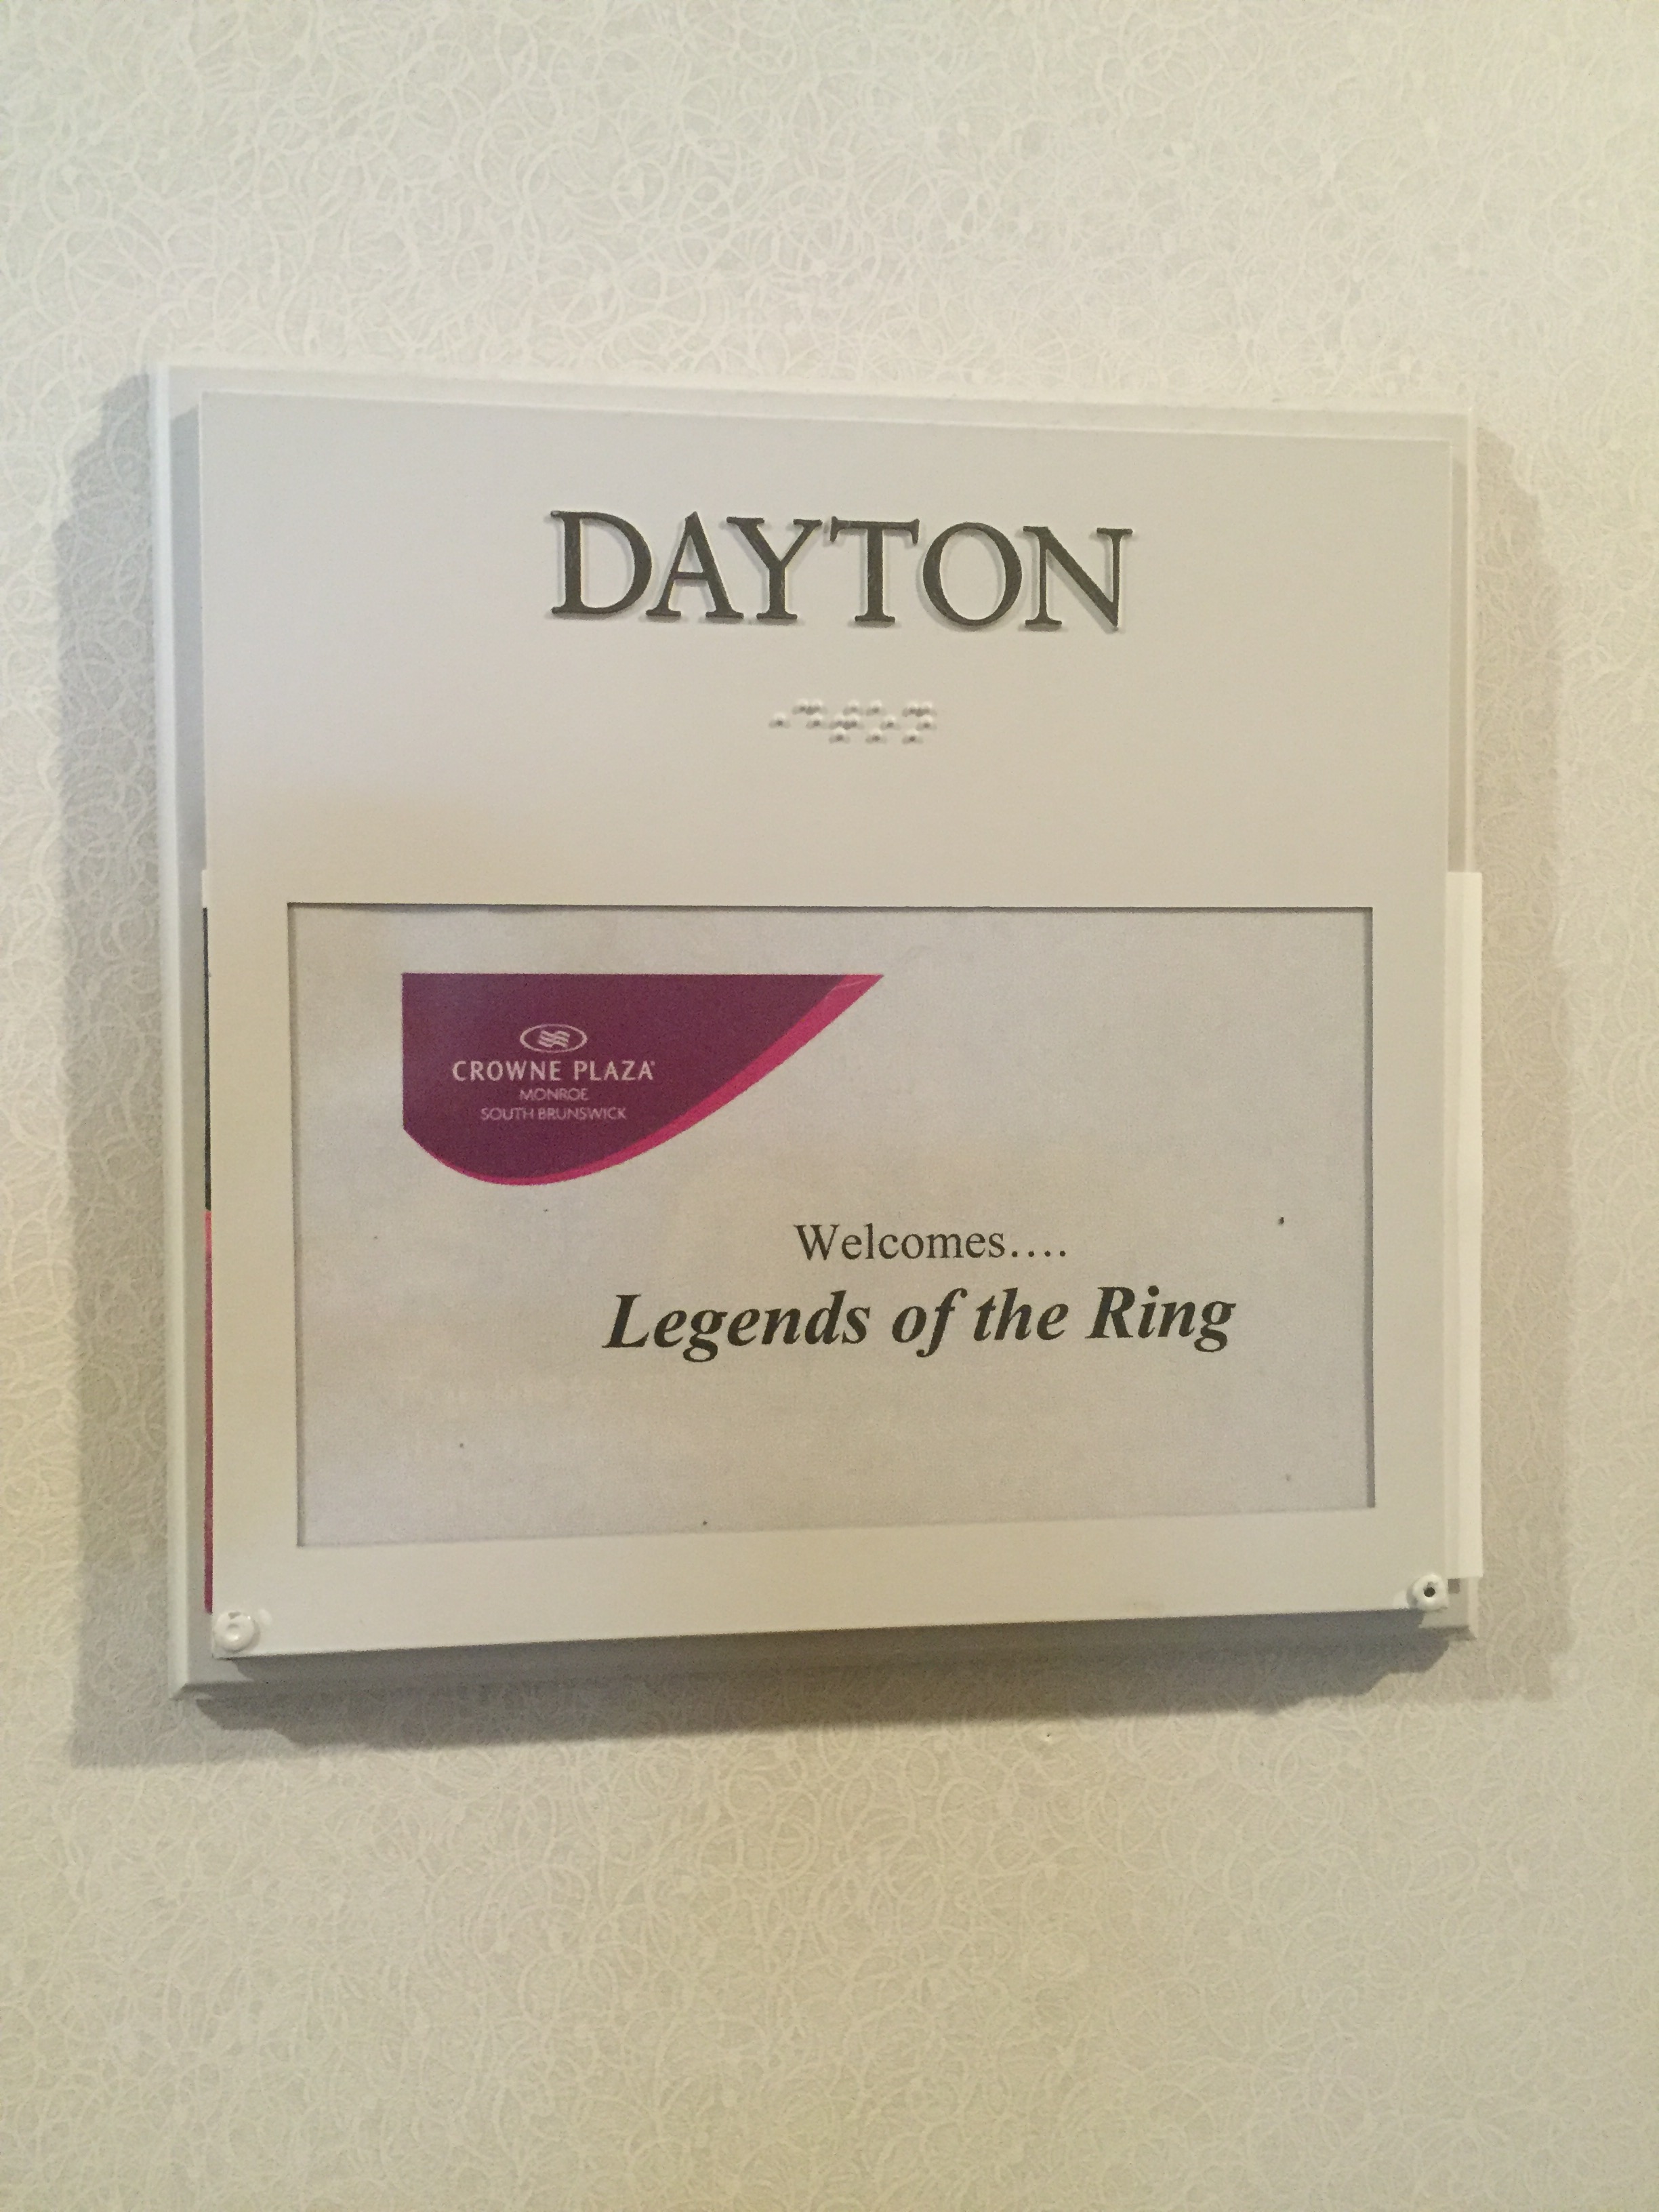 DAYTON
CROWNE PLAZA
MONROE
SOUTH BRUNSWICK
Welcomes....
Legends of the Ring